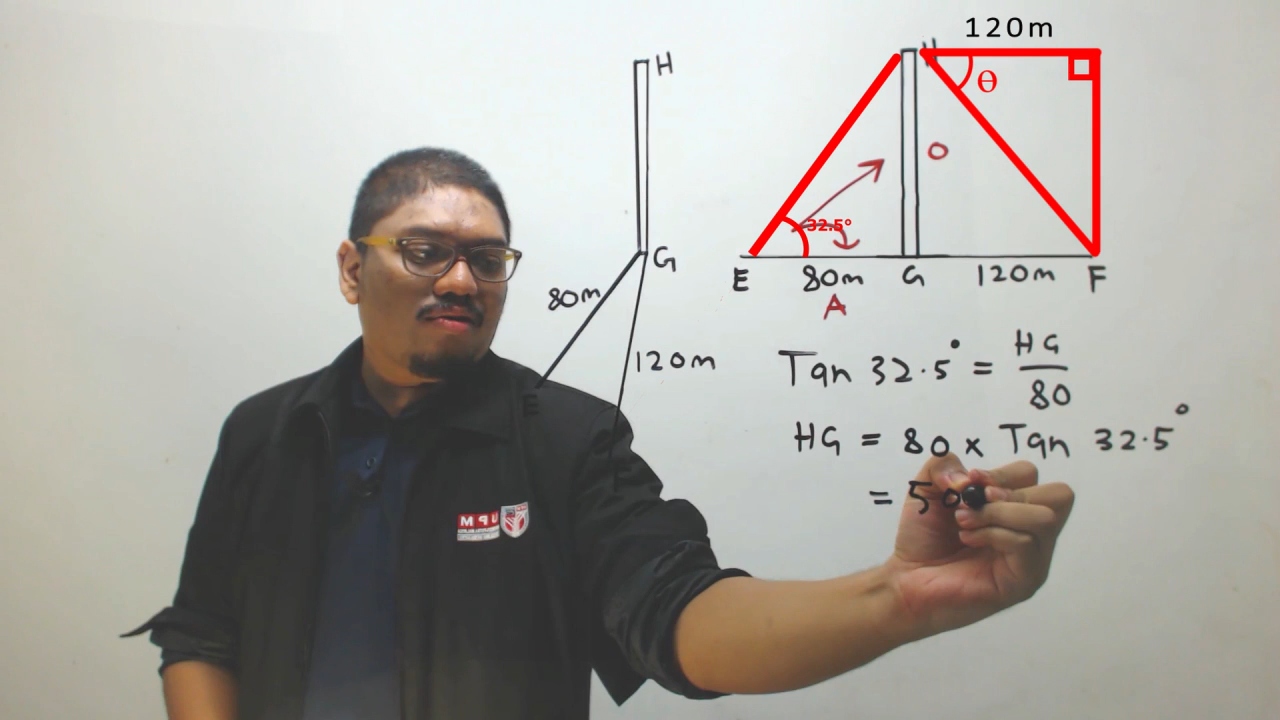 120m
H
H
θ
O
32.5°
G
80m
E 80m G 120m F
A
120m
Tan 32.5° = HG
80
E
HG = 80 x Tan 32.5°
= 50
UPM